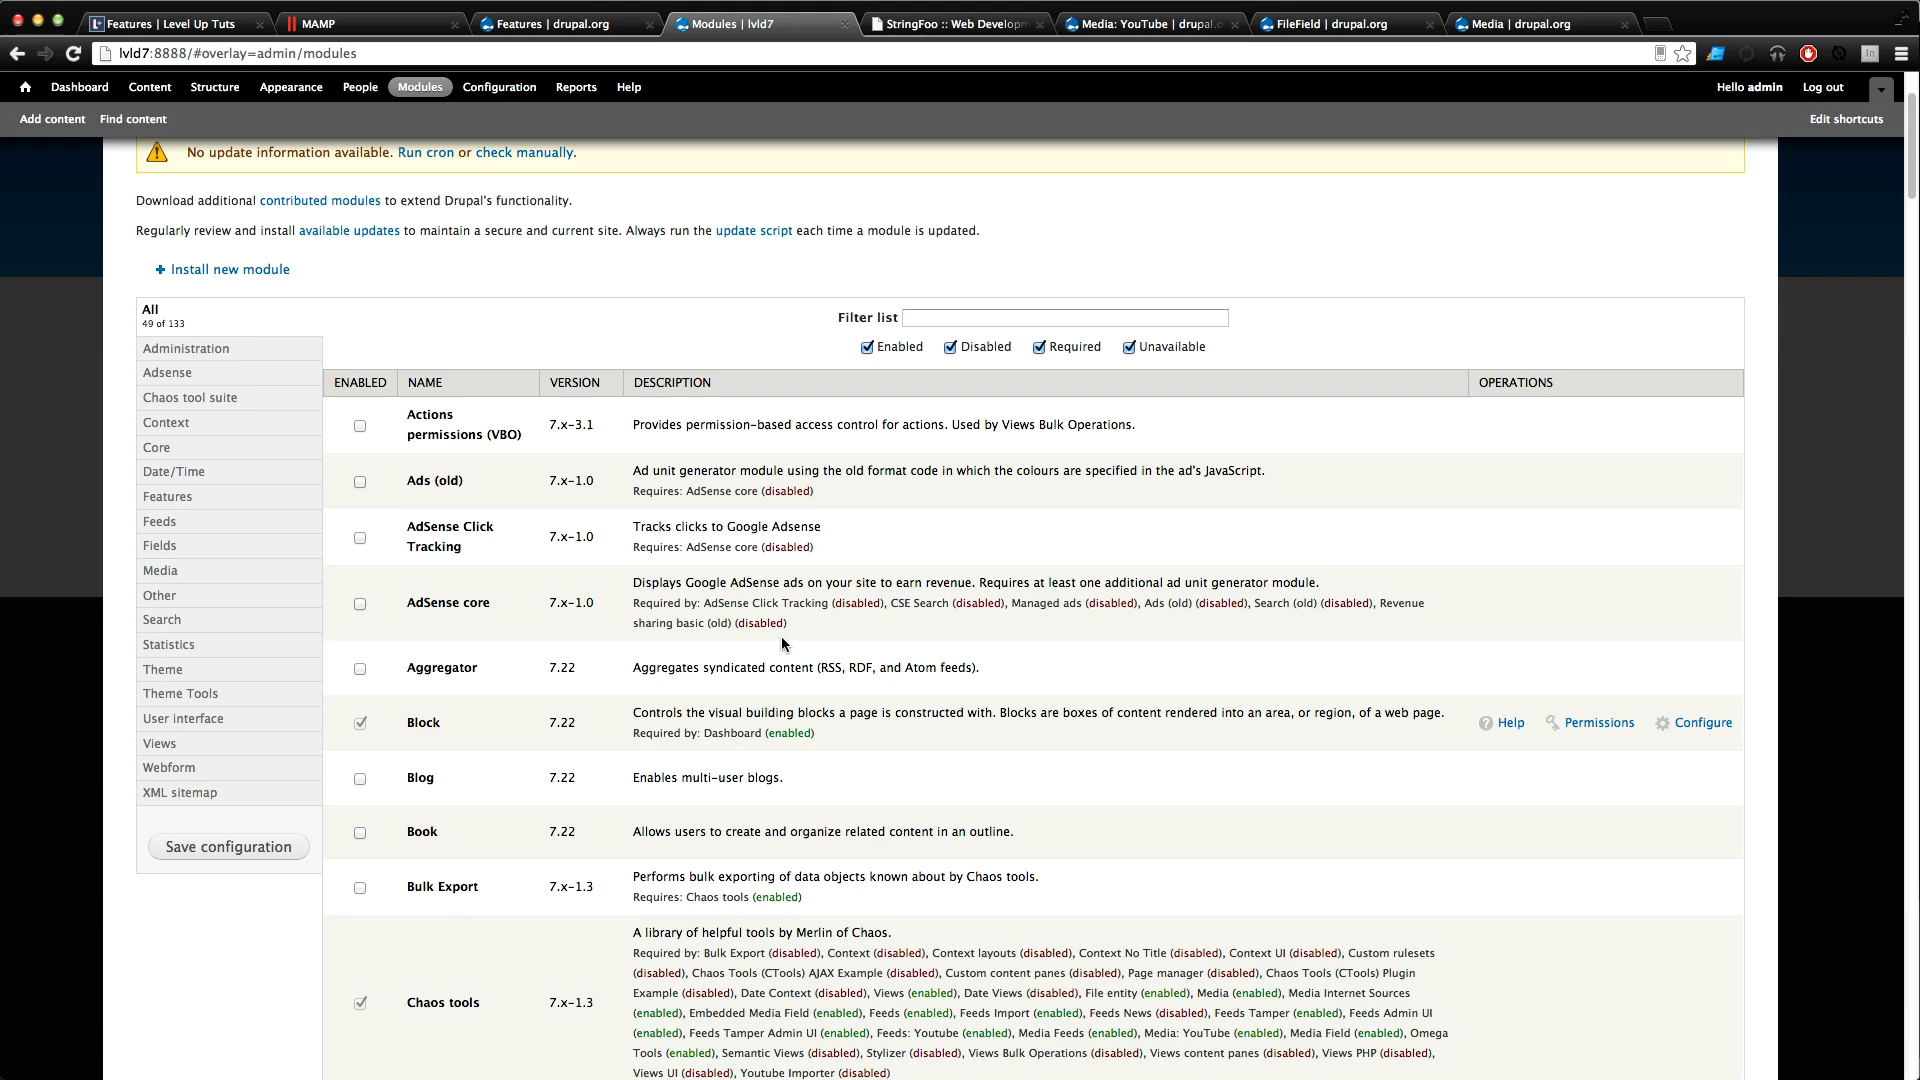 Features | Level Up Tuts
MAMP
Features | drupal.org
Modules | lvld7
StringFoo :: Web Developm
Media: YouTube | drupal.o
FileField | drupal.org
Media | drupal.org
lvld7:8888/#overlay=admin/modules
Dashboard Content Structure Appearance People Modules Configuration Reports Help Hello admin Log out
Add content Find content Edit shortcuts
No update information available. Run cron or check manually.
Download additional contributed modules to extend Drupal's functionality.
Regularly review and install available updates to maintain a secure and current site. Always run the update script each time a module is updated.
+ Install new module
All
49 of 133
Administration
Adsense
Chaos tool suite
Context
Core
Date/Time
Features
Feeds
Fields
Media
Other
Search
Statistics
Theme
Theme Tools
User interface
Views
Webform
XML sitemap
Save configuration
Filter list
Enabled Disabled Required Unavailable
ENABLED NAME VERSION DESCRIPTION OPERATIONS
Actions
permissions (VBO)
7.x-3.1
Provides permission-based access control for actions. Used by Views Bulk Operations.
Ads (old)
7.x-1.0
Ad unit generator module using the old format code in which the colours are specified in the ad's JavaScript.
Requires: AdSense core (disabled)
AdSense Click
Tracking
7.x-1.0
Tracks clicks to Google Adsense
Requires: AdSense core (disabled)
AdSense core
7.x-1.0
Displays Google AdSense ads on your site to earn revenue. Requires at least one additional ad unit generator module.
Required by: AdSense Click Tracking (disabled), CSE Search (disabled), Managed ads (disabled), Ads (old) (disabled), Search (old) (disabled), Revenue
sharing basic (old) (disabled)
Aggregator
7.22
Aggregates syndicated content (RSS, RDF, and Atom feeds).
Block
7.22
Controls the visual building blocks a page is constructed with. Blocks are boxes of content rendered into an area, or region, of a web page.
Required by: Dashboard (enabled)
Help Permissions Configure
Blog
7.22
Enables multi-user blogs.
Book
7.22
Allows users to create and organize related content in an outline.
Bulk Export
7.x-1.3
Performs bulk exporting of data objects known about by Chaos tools.
Requires: Chaos tools (enabled)
Chaos tools
7.x-1.3
A library of helpful tools by Merlin of Chaos.
Required by: Bulk Export (disabled), Context (disabled), Context layouts (disabled), Context No Title (disabled), Context UI (disabled), Custom rulesets
(disabled), Chaos Tools (CTools) AJAX Example (disabled), Custom content panes (disabled), Page manager (disabled), Chaos Tools (CTools) Plugin
Example (disabled), Date Context (disabled), Views (enabled), Date Views (disabled), File entity (enabled), Media (enabled), Media Internet Sources
(enabled), Embedded Media Field (enabled), Feeds (enabled), Feeds Import (enabled), Feeds News (disabled), Feeds Tamper (enabled), Feeds Admin UI
(enabled), Feeds Tamper Admin UI (enabled), Feeds: Youtube (enabled), Media Feeds (enabled), Media: YouTube (enabled), Media Field (enabled), Omega
Tools (enabled), Semantic Views (disabled), Stylizer (disabled), Views Bulk Operations (disabled), Views content panes (disabled), Views PHP (disabled),
Views UI (disabled), Youtube Importer (disabled)